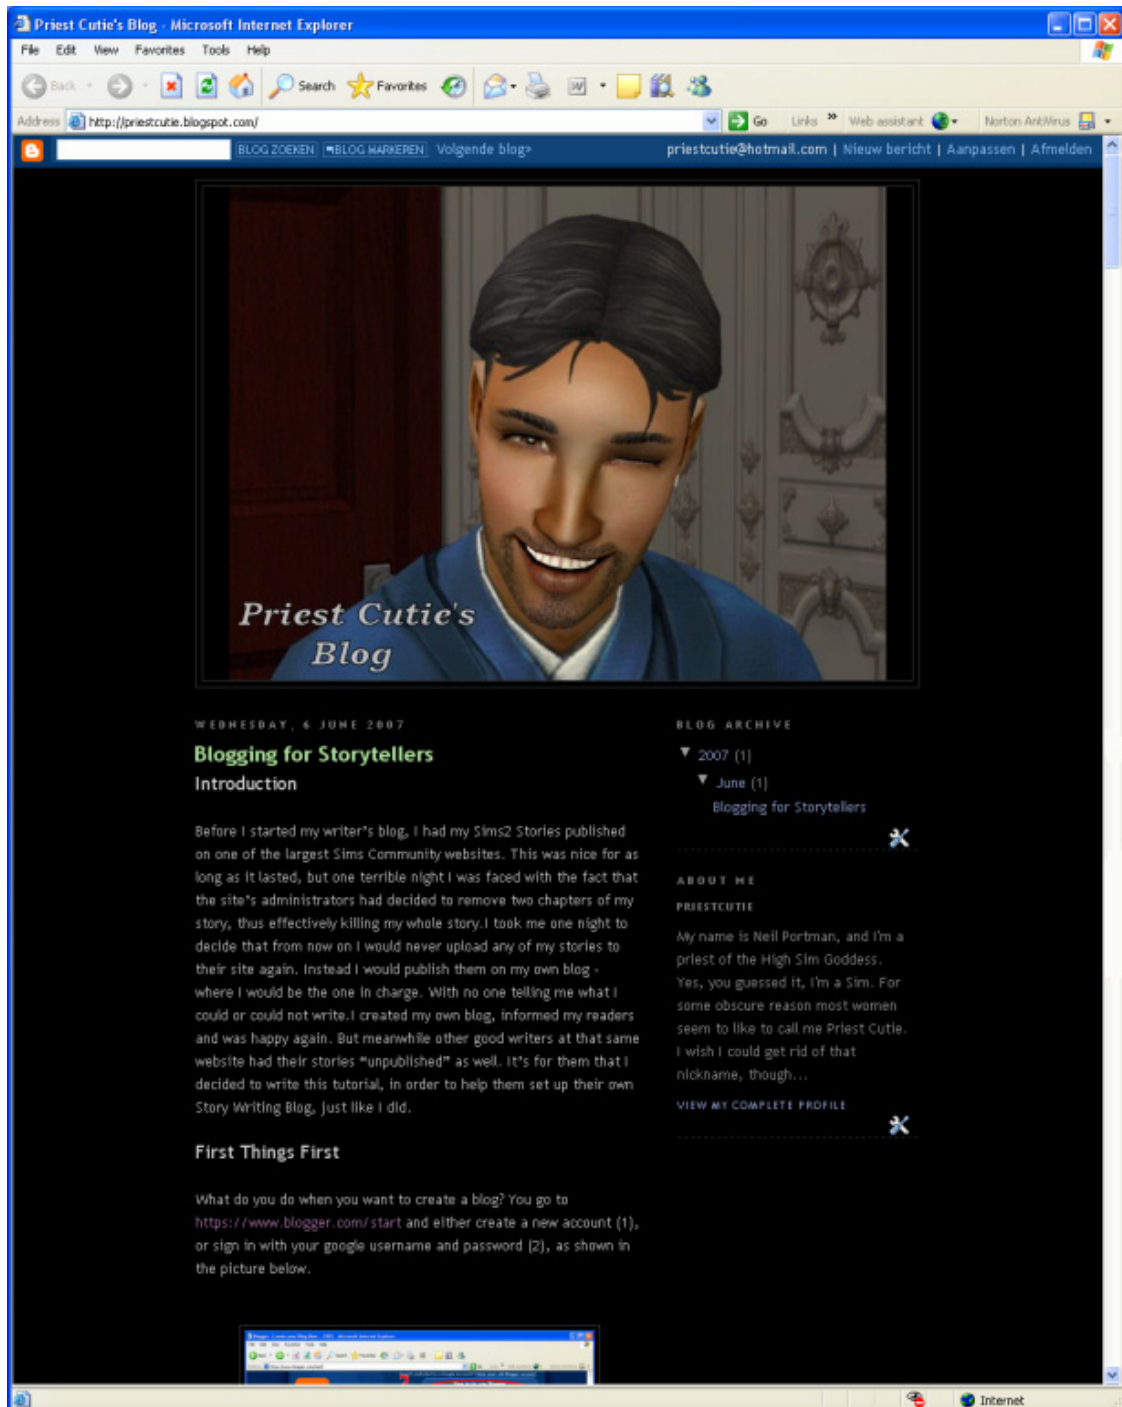 Priest Cutie's Blog - Microsoft Internet Explorer
File Edit View Favorites Tools Help
Back Search Favorites
Address http://priestcutie.blogspot.com/ Go Links » Web assistant Norton AntiVirus
BLOG ZOEKEN BLOG MARKEREN Volgende blog» priestcutie@hotmail.com | Nieuw bericht | Aanpassen | Afmelden
Priest Cutie's
Blog
WEDNESDAY, 6 JUNE 2007
Blogging for Storytellers
Introduction
Before I started my writer's blog, I had my Sims2 Stories published
on one of the largest Sims Community websites. This was nice for as
long as it lasted, but one terrible night I was faced with the fact that
the site's administrators had decided to remove two chapters of my
story, thus effectively killing my whole story.I took me one night to
decide that from now on I would never upload any of my stories to
their site again. Instead I would publish them on my own blog -
where I would be the one in charge. With no one telling me what I
could or could not write.I created my own blog, informed my readers
and was happy again. But meanwhile other good writers at that same
website had their stories "unpublished" as well. It's for them that I
decided to write this tutorial, in order to help them set up their own
Story Writing Blog, just like I did.
First Things First
What do you do when you want to create a blog? You go to
https://www.blogger.com/start and either create a new account (1),
or sign in with your google username and password (2), as shown in
the picture below.
BLOG ARCHIVE
▼ 2007 (1)
▼ June (1)
Blogging for Storytellers
ABOUT ME
PRIESTCUTIE
My name is Neil Portman, and I'm a
priest of the High Sim Goddess.
Yes, you guessed it, I'm a Sim. For
some obscure reason most women
seem to like to call me Priest Cutie.
I wish I could get rid of that
nickname, though...
VIEW MY COMPLETE PROFILE
Internet